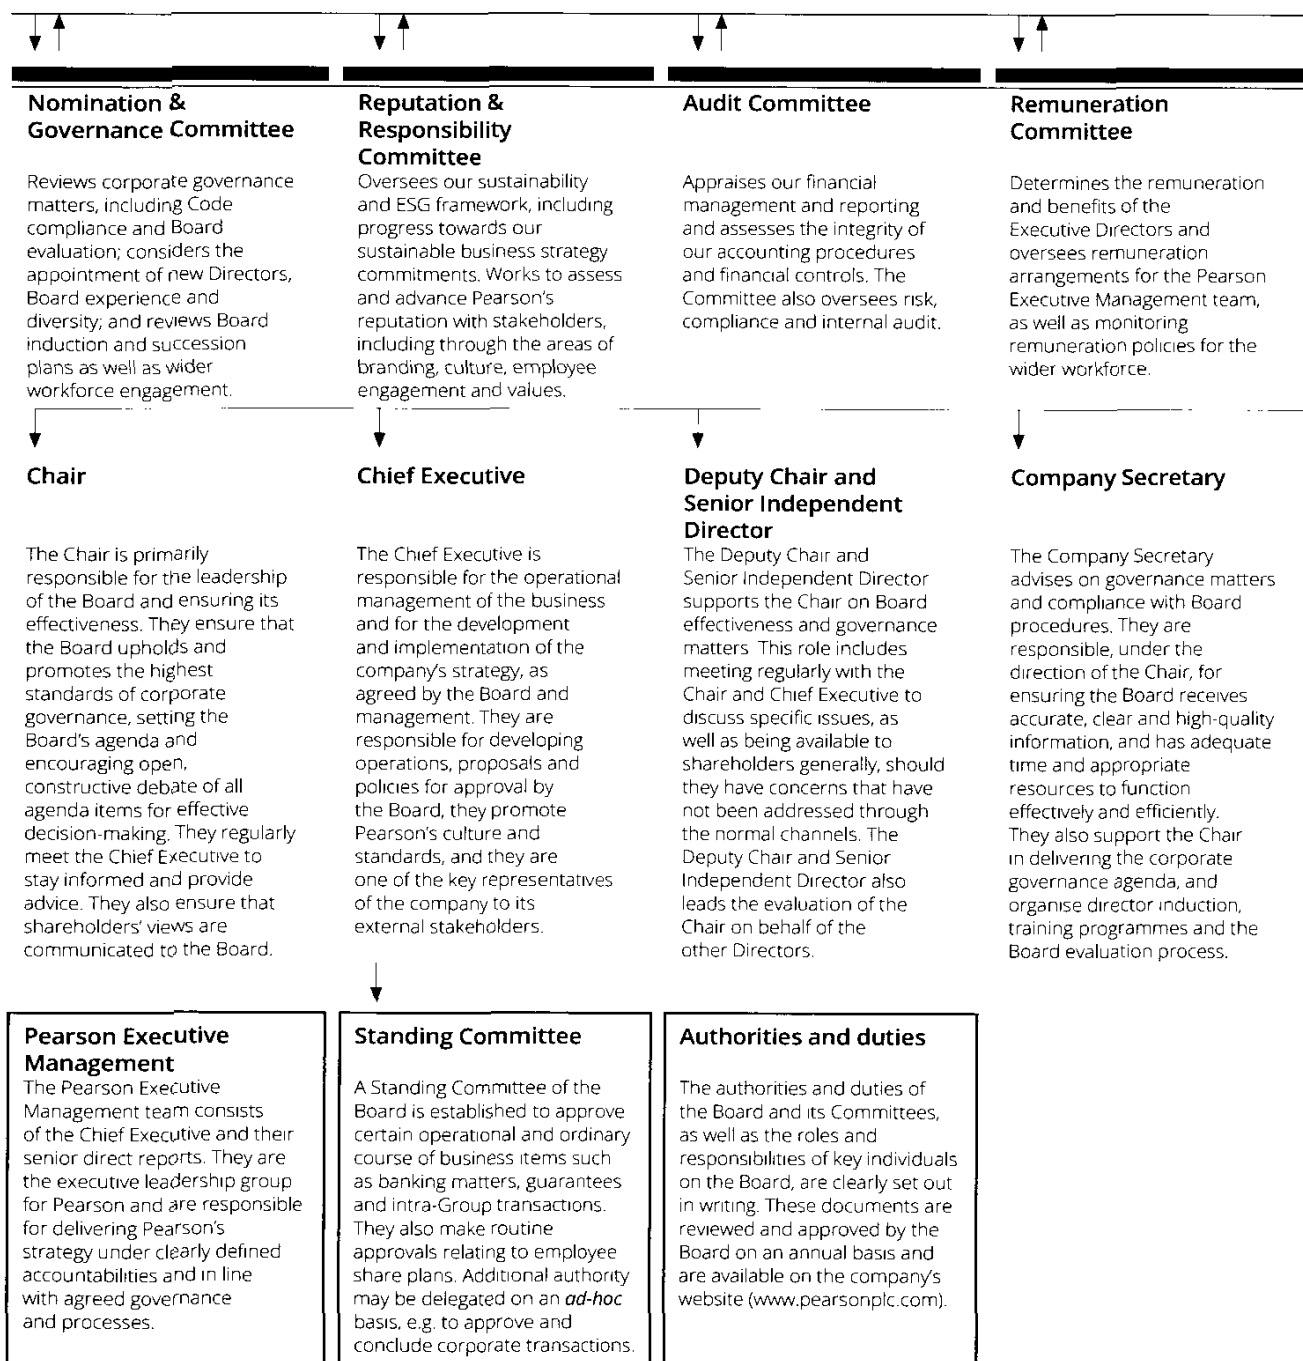 Nomination &
Governance Committee
Reviews corporate governance
matters, including Code
compliance and Board
evaluation; considers the
appointment of new Directors,
Board experience and
diversity; and reviews Board
induction and succession
plans as well as wider
workforce engagement.
Reputation &
Responsibility
Committee
Oversees our sustainability
and ESG framework, including
progress towards our
sustainable business strategy
commitments. Works to assess
and advance Pearson's
reputation with stakeholders,
including through the areas of
branding, culture, employee
engagement and values.
Audit Committee
Appraises our financial
management and reporting
and assesses the integrity of
our accounting procedures
and financial controls. The
Committee also oversees risk,
compliance and internal audit.
Remuneration
Committee
Determines the remuneration
and benefits of the
Executive Directors and
oversees remuneration
arrangements for the Pearson
Executive Management team,
as well as monitoring
remuneration policies for the
wider workforce.
Chair
The Chair is primarily
responsible for the leadership
of the Board and ensuring its
effectiveness. They ensure that
the Board upholds and
promotes the highest
standards of corporate
governance, setting the
Board's agenda and
encouraging open,
constructive debate of all
agenda items for effective
decision-making. They regularly
meet the Chief Executive to
stay informed and provide
advice. They also ensure that
shareholders' views are
communicated to the Board.
Chief Executive
The Chief Executive is
responsible for the operational
management of the business
and for the development
and implementation of the
company's strategy, as
agreed by the Board and
management. They are
responsible for developing
operations, proposals and
policies for approval by
the Board, they promote
Pearson's culture and
standards, and they are
one of the key representatives
of the company to its
external stakeholders.
Deputy Chair and
Senior Independent
Director
The Deputy Chair and
Senior Independent Director
supports the Chair on Board
effectiveness and governance
matters. This role includes
meeting regularly with the
Chair and Chief Executive to
discuss specific issues, as
well as being available to
shareholders generally, should
they have concerns that have
not been addressed through
the normal channels. The
Deputy Chair and Senior
Independent Director also
leads the evaluation of the
Chair on behalf of the
other Directors.
Company Secretary
The Company Secretary
advises on governance matters
and compliance with Board
procedures. They are
responsible, under the
direction of the Chair, for
ensuring the Board receives
accurate, clear and high-quality
information, and has adequate
time and appropriate
resources to function
effectively and efficiently.
They also support the Chair
in delivering the corporate
governance agenda, and
organise director induction,
training programmes and the
Board evaluation process.
Pearson Executive
Management
The Pearson Executive
Management team consists
of the Chief Executive and their
senior direct reports. They are
the executive leadership group
for Pearson and are responsible
for delivering Pearson's
strategy under clearly defined
accountabilities and in line
with agreed governance
and processes.
Standing Committee
A Standing Committee of the
Board is established to approve
certain operational and ordinary
course of business items such
as banking matters, guarantees
and intra-Group transactions.
They also make routine
approvals relating to employee
share plans. Additional authority
may be delegated on an ad-hoc
basis, e.g. to approve and
conclude corporate transactions.
Authorities and duties
The authorities and duties of
the Board and its Committees,
as well as the roles and
responsibilities of key individuals
on the Board, are clearly set out
in writing. These documents are
reviewed and approved by the
Board on an annual basis and
are available on the company's
website (www.pearsonplc.com).